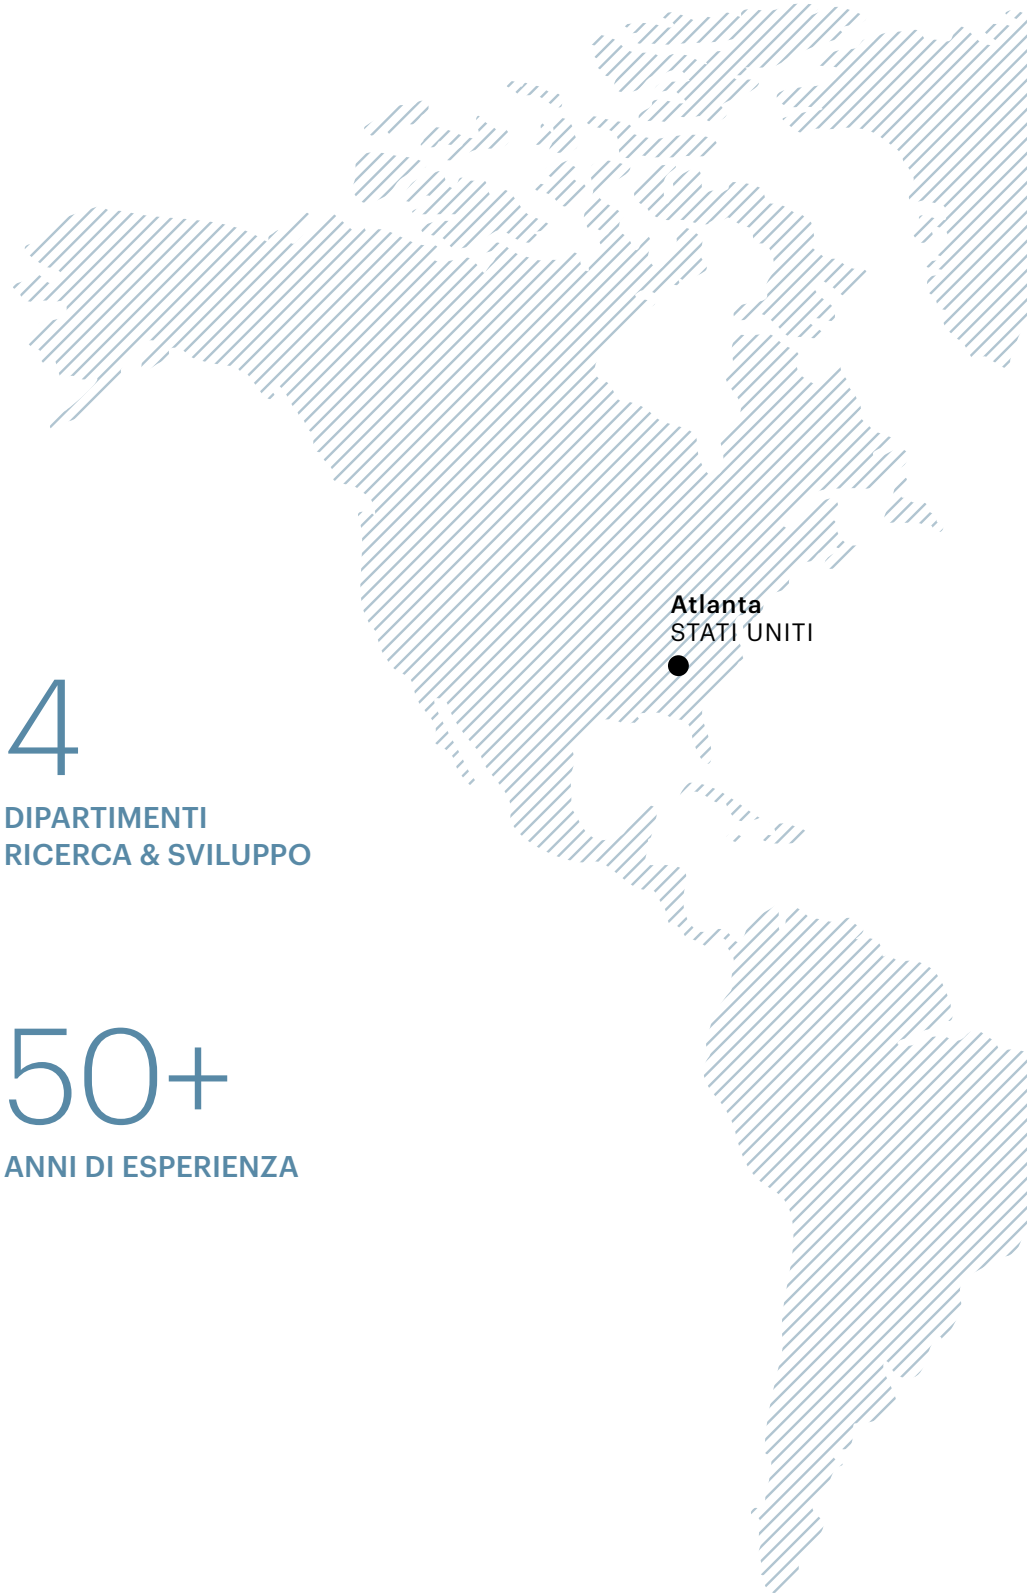 Atlanta
STATI UNITI
4
DIPARTIMENTI
RICERCA & SVILUPPO
50+
ANNI DI ESPERIENZA